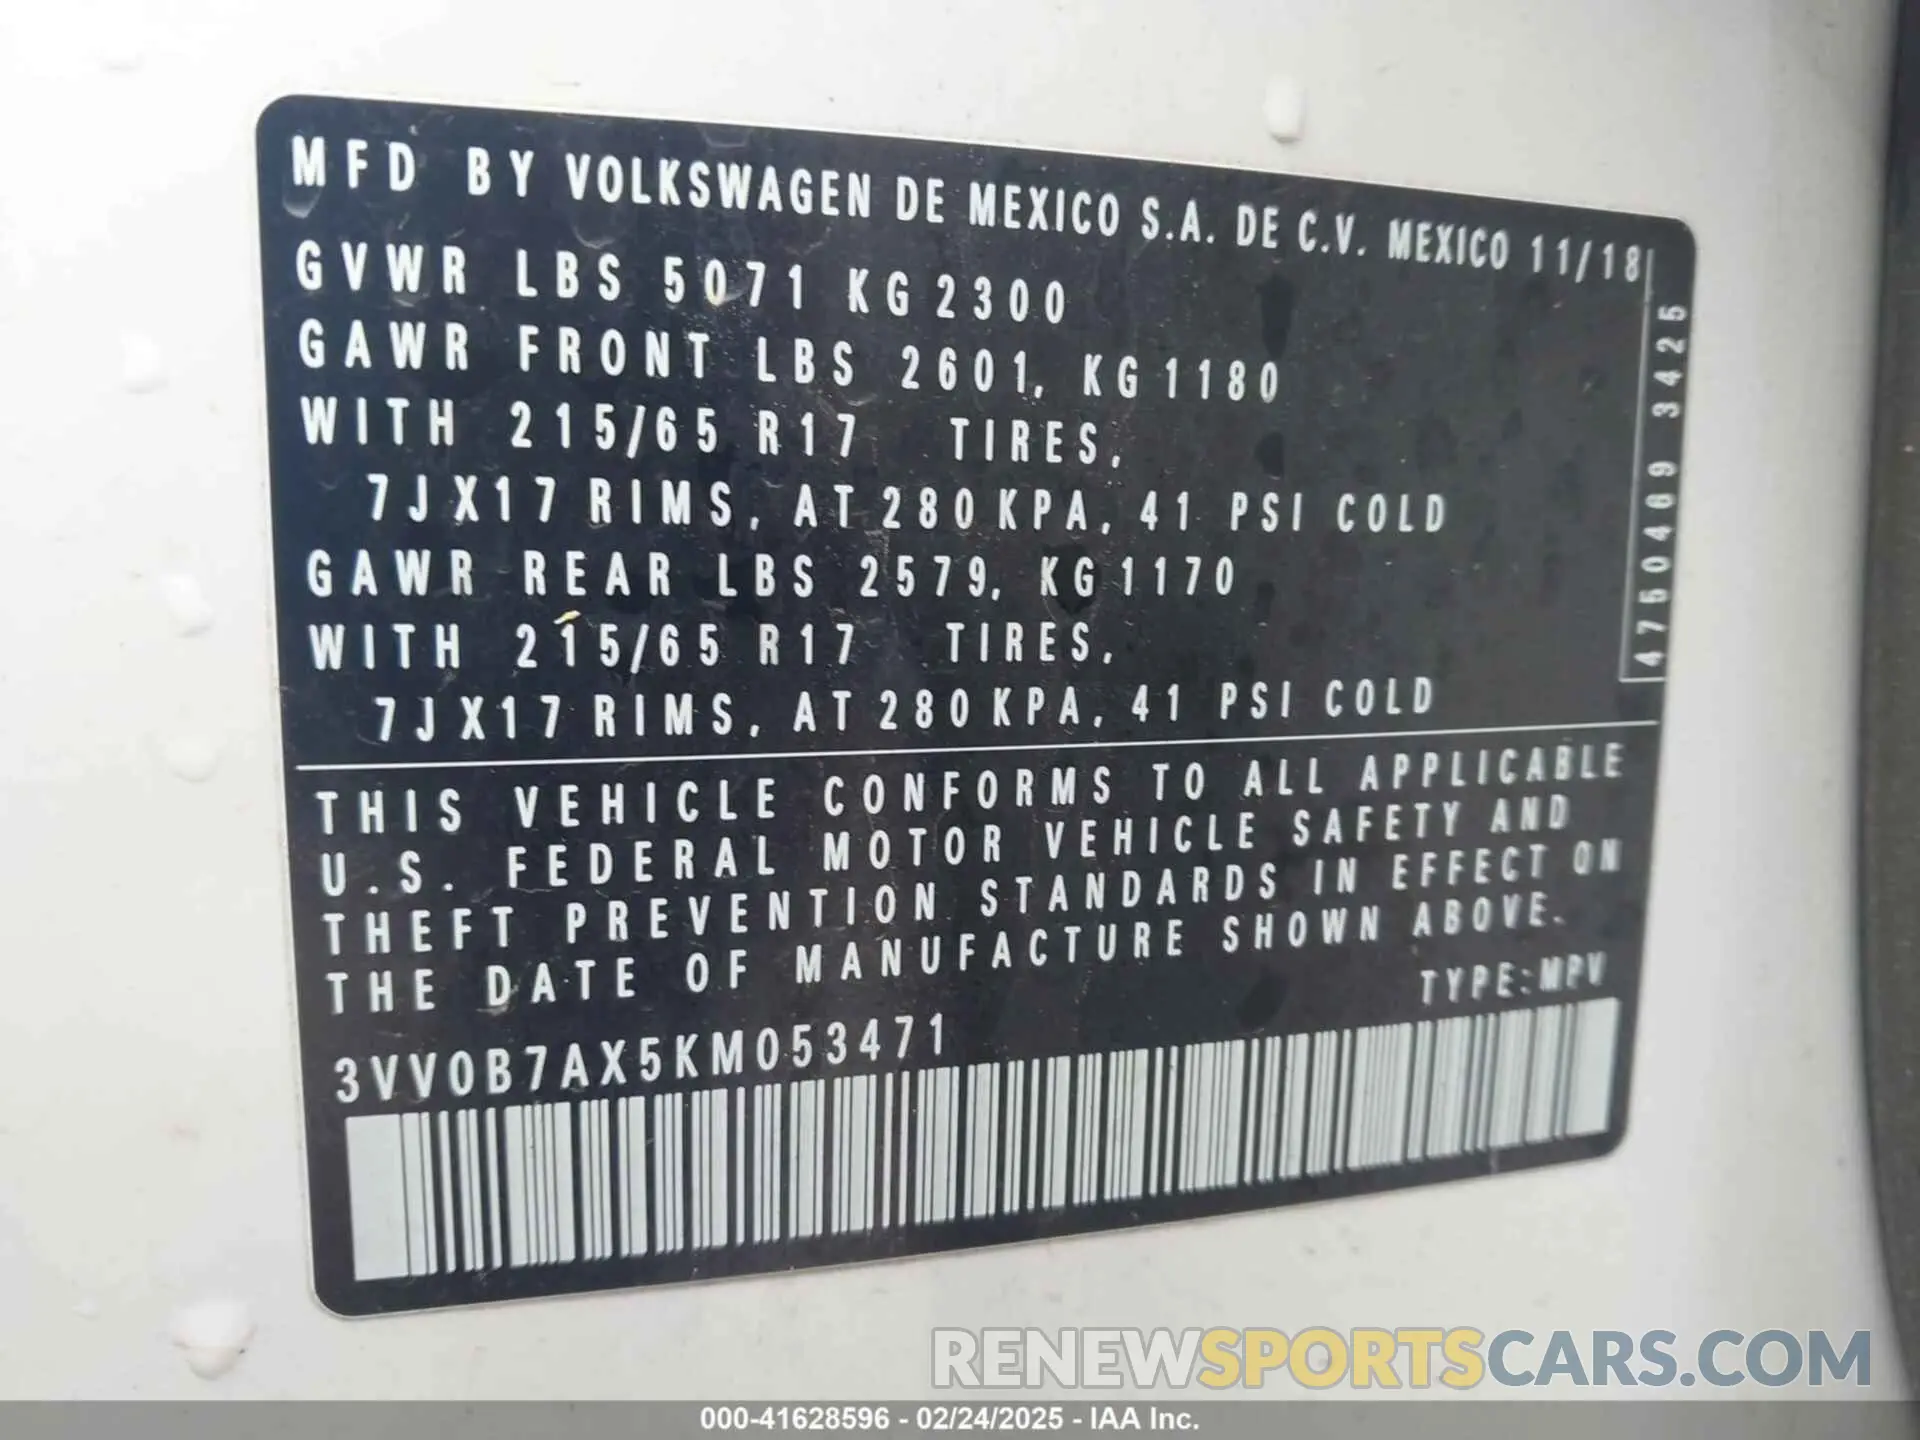 MFD BY VOLKSWAGEN DE MEXICO S.A. DE C.V. MEXICO 11/18
GVWR LBS 5071 KG 2300
GAWR FRONT LBS 2601, KG 1180
WITH 215/65 R17 TIRES,
7JX17 RIMS, AT 280 KPA, 41 PSI COLD
GAWR REAR LBS 2579, KG 1170
WITH 215/65 R17 TIRES,
7JX17 RIMS, AT 280 KPA, 41 PSI COLD
4750469 3425
THIS VEHICLE CONFORMS TO ALL APPLICABLE
U.S. FEDERAL MOTOR VEHICLE SAFETY AND
THEFT PREVENTION STANDARDS IN EFFECT ON
THE DATE OF MANUFACTURE SHOWN ABOVE.
TYPE:MPV
3VV0B7AX5KM053471
RENEWSPORTSCARS.COM
000-41628596 - 02/24/2025 - IAA Inc.